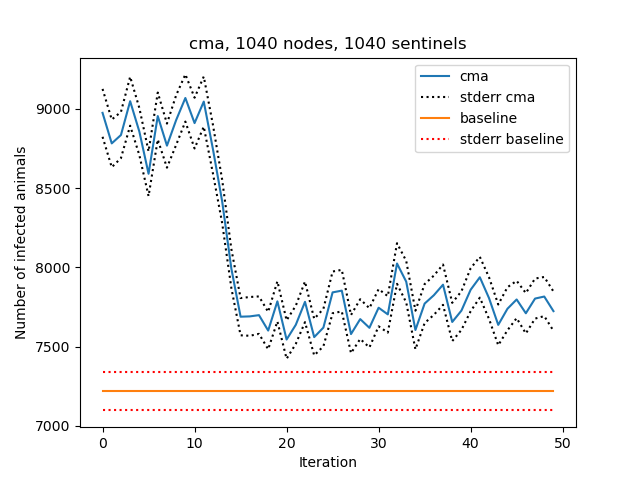 cma, 1040 nodes, 1040 sentinels
cma
stderr cma
baseline
stderr baseline
Number of infected animals
9000
8500
8000
7500
7000
0 10 20 30 40 50
Iteration